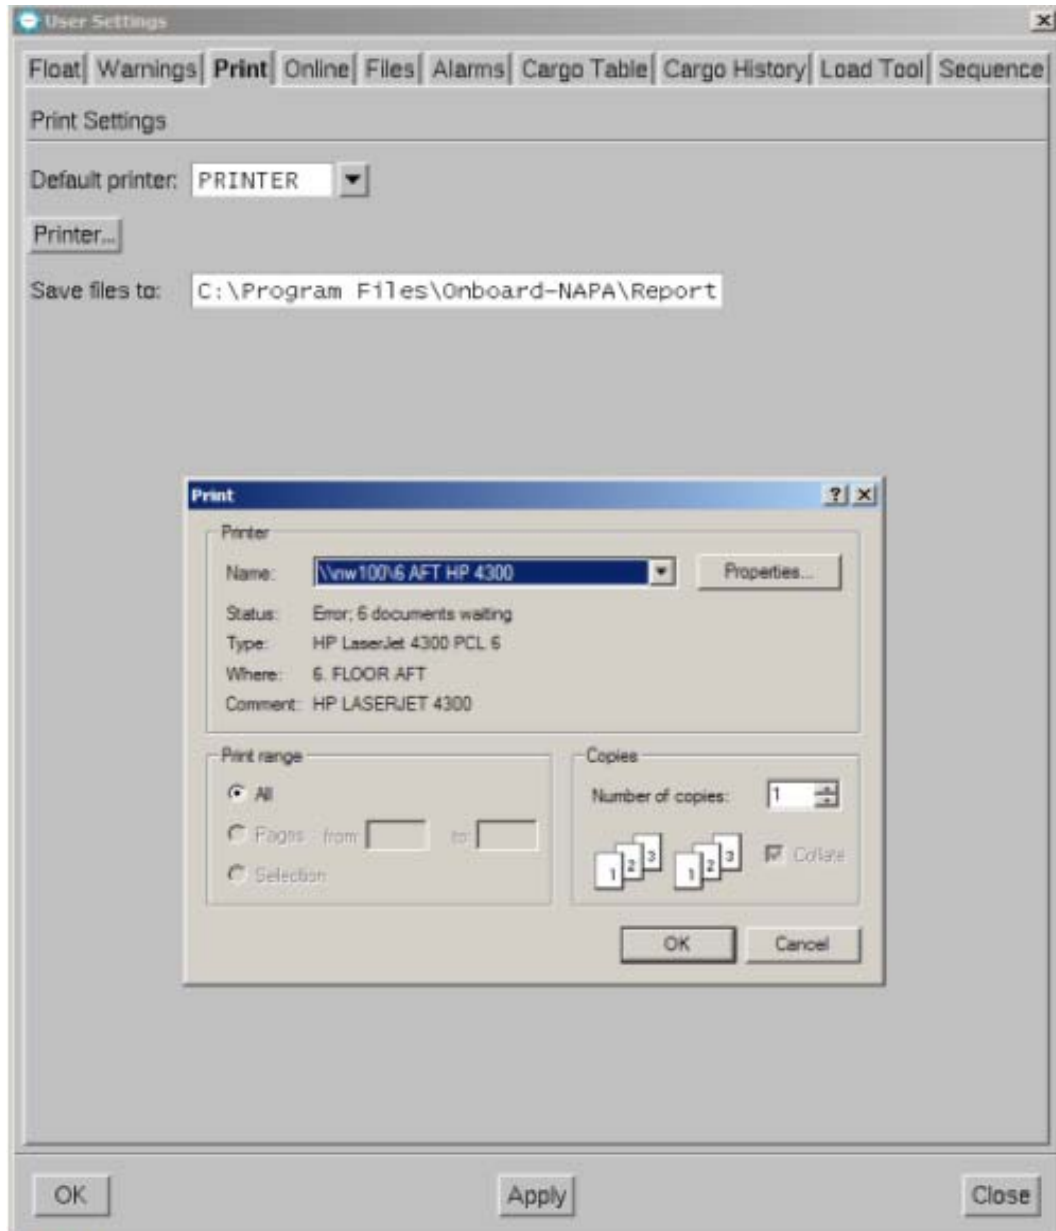 User Settings
Float Warnings Print Online Files Alarms Cargo Table Cargo History Load Tool Sequence
Print Settings
Default printer: PRINTER
Printer...
Save files to: C:\Program Files\Onboard-NAPA\Report
Print
Printer
Name: \\nw100\6 AFT HP 4300 Properties...
Status: Error; 6 documents waiting
Type: HP LaserJet 4300 PCL 6
Where: 6. FLOOR AFT
Comment: HP LASERJET 4300
Print range Copies
All Number of copies: 1
Pages from: to:
1 2 3 1 2 3 Collate
Selection
OK Cancel
OK Apply Close